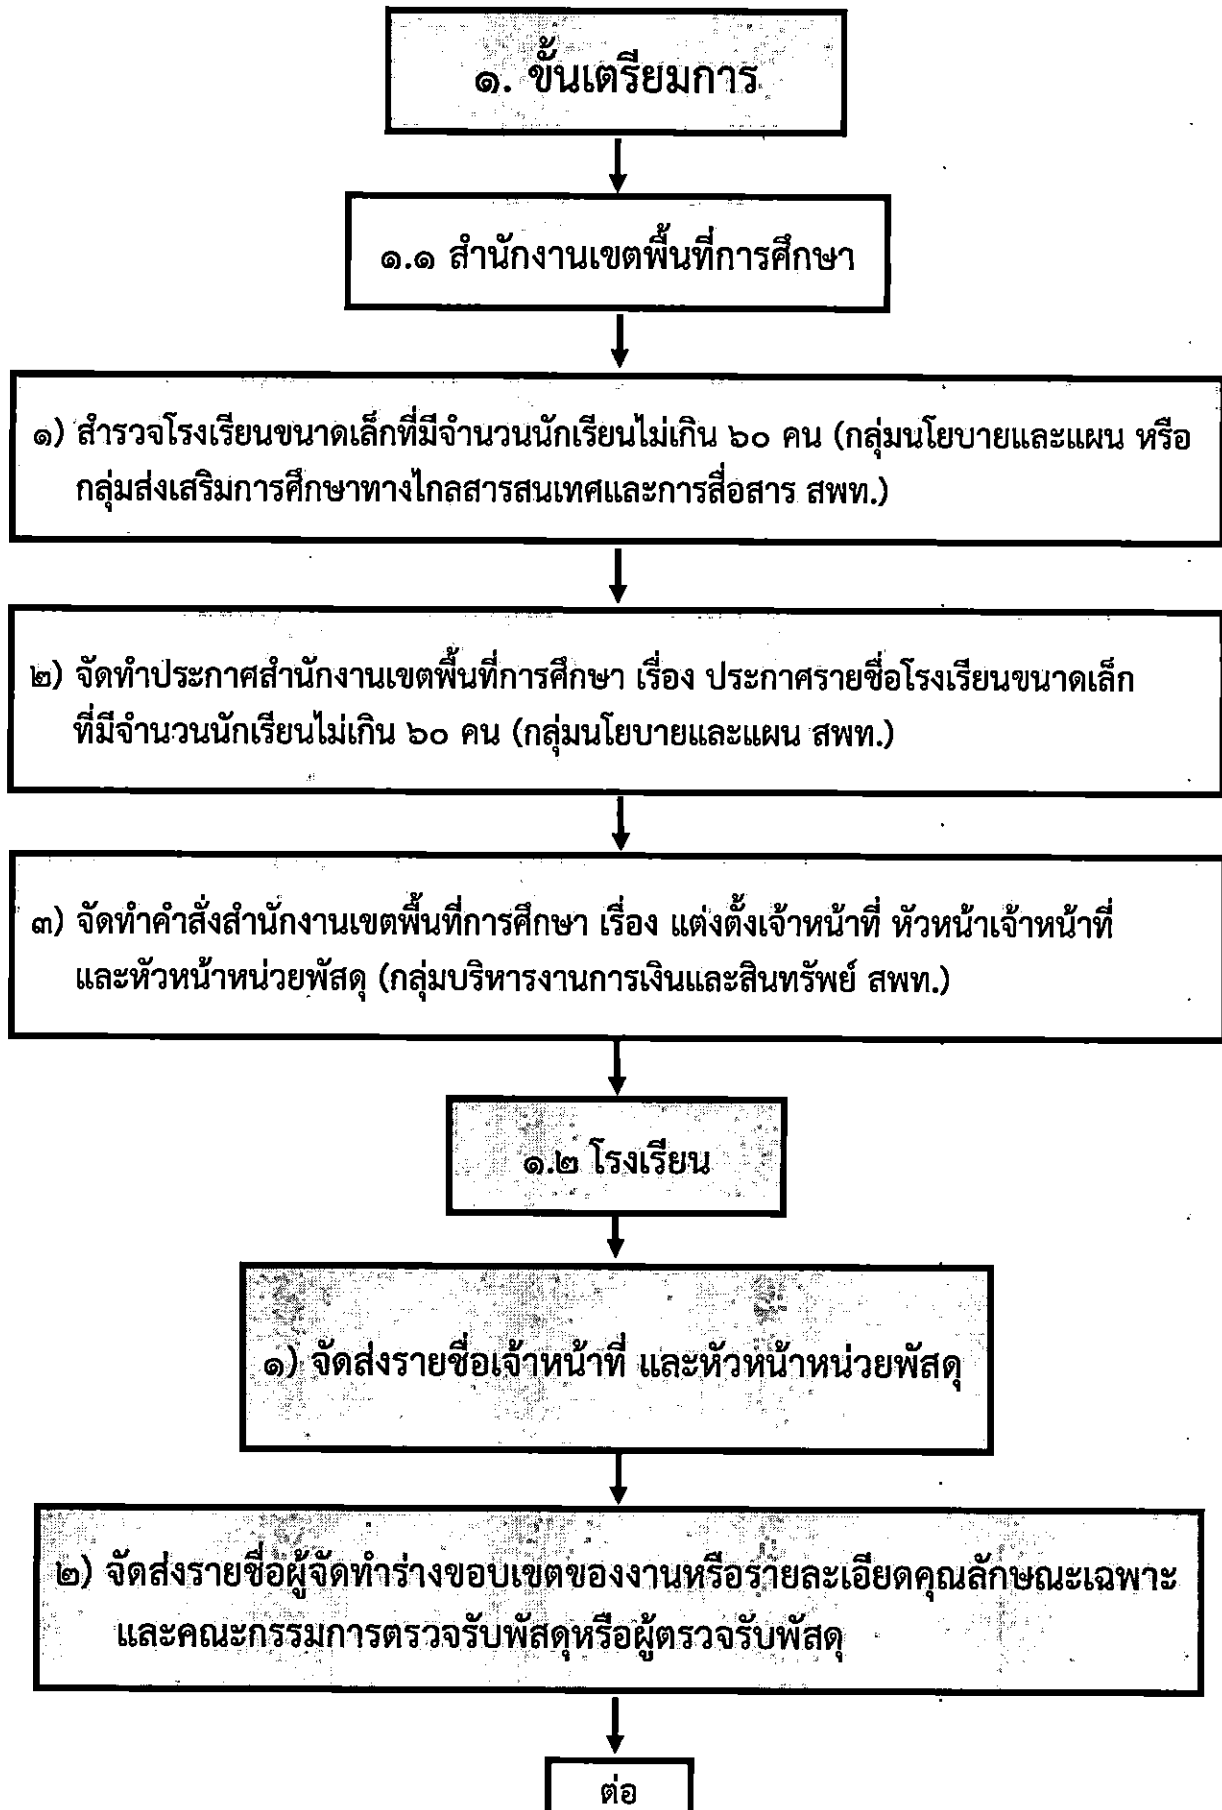 ๑. ขั้นเตรียมการ
๑.๑ สำนักงานเขตพื้นที่การศึกษา
๑) สำรวจโรงเรียนขนาดเล็กที่มีจำนวนนักเรียนไม่เกิน ๖๐ คน (กลุ่มนโยบายและแผน หรือ
กลุ่มส่งเสริมการศึกษาทางไกลสารสนเทศและการสื่อสาร สพท.)
๒) จัดทำประกาศสำนักงานเขตพื้นที่การศึกษา เรื่อง ประกาศรายชื่อโรงเรียนขนาดเล็ก
ที่มีจำนวนนักเรียนไม่เกิน ๖๐ คน (กลุ่มนโยบายและแผน สพท.)
๓) จัดทำคำสั่งสำนักงานเขตพื้นที่การศึกษา เรื่อง แต่งตั้งเจ้าหน้าที่ หัวหน้าเจ้าหน้าที่
และหัวหน้าหน่วยพัสดุ (กลุ่มบริหารงานการเงินและสินทรัพย์ สพท.)
๑.๒ โรงเรียน
๑) จัดส่งรายชื่อเจ้าหน้าที่ และหัวหน้าหน่วยพัสดุ
๒) จัดส่งรายชื่อผู้จัดทำร่างขอบเขตของงานหรือรายละเอียดคุณลักษณะเฉพาะ
และคณะกรรมการตรวจรับพัสดุหรือผู้ตรวจรับพัสดุ
ต่อ